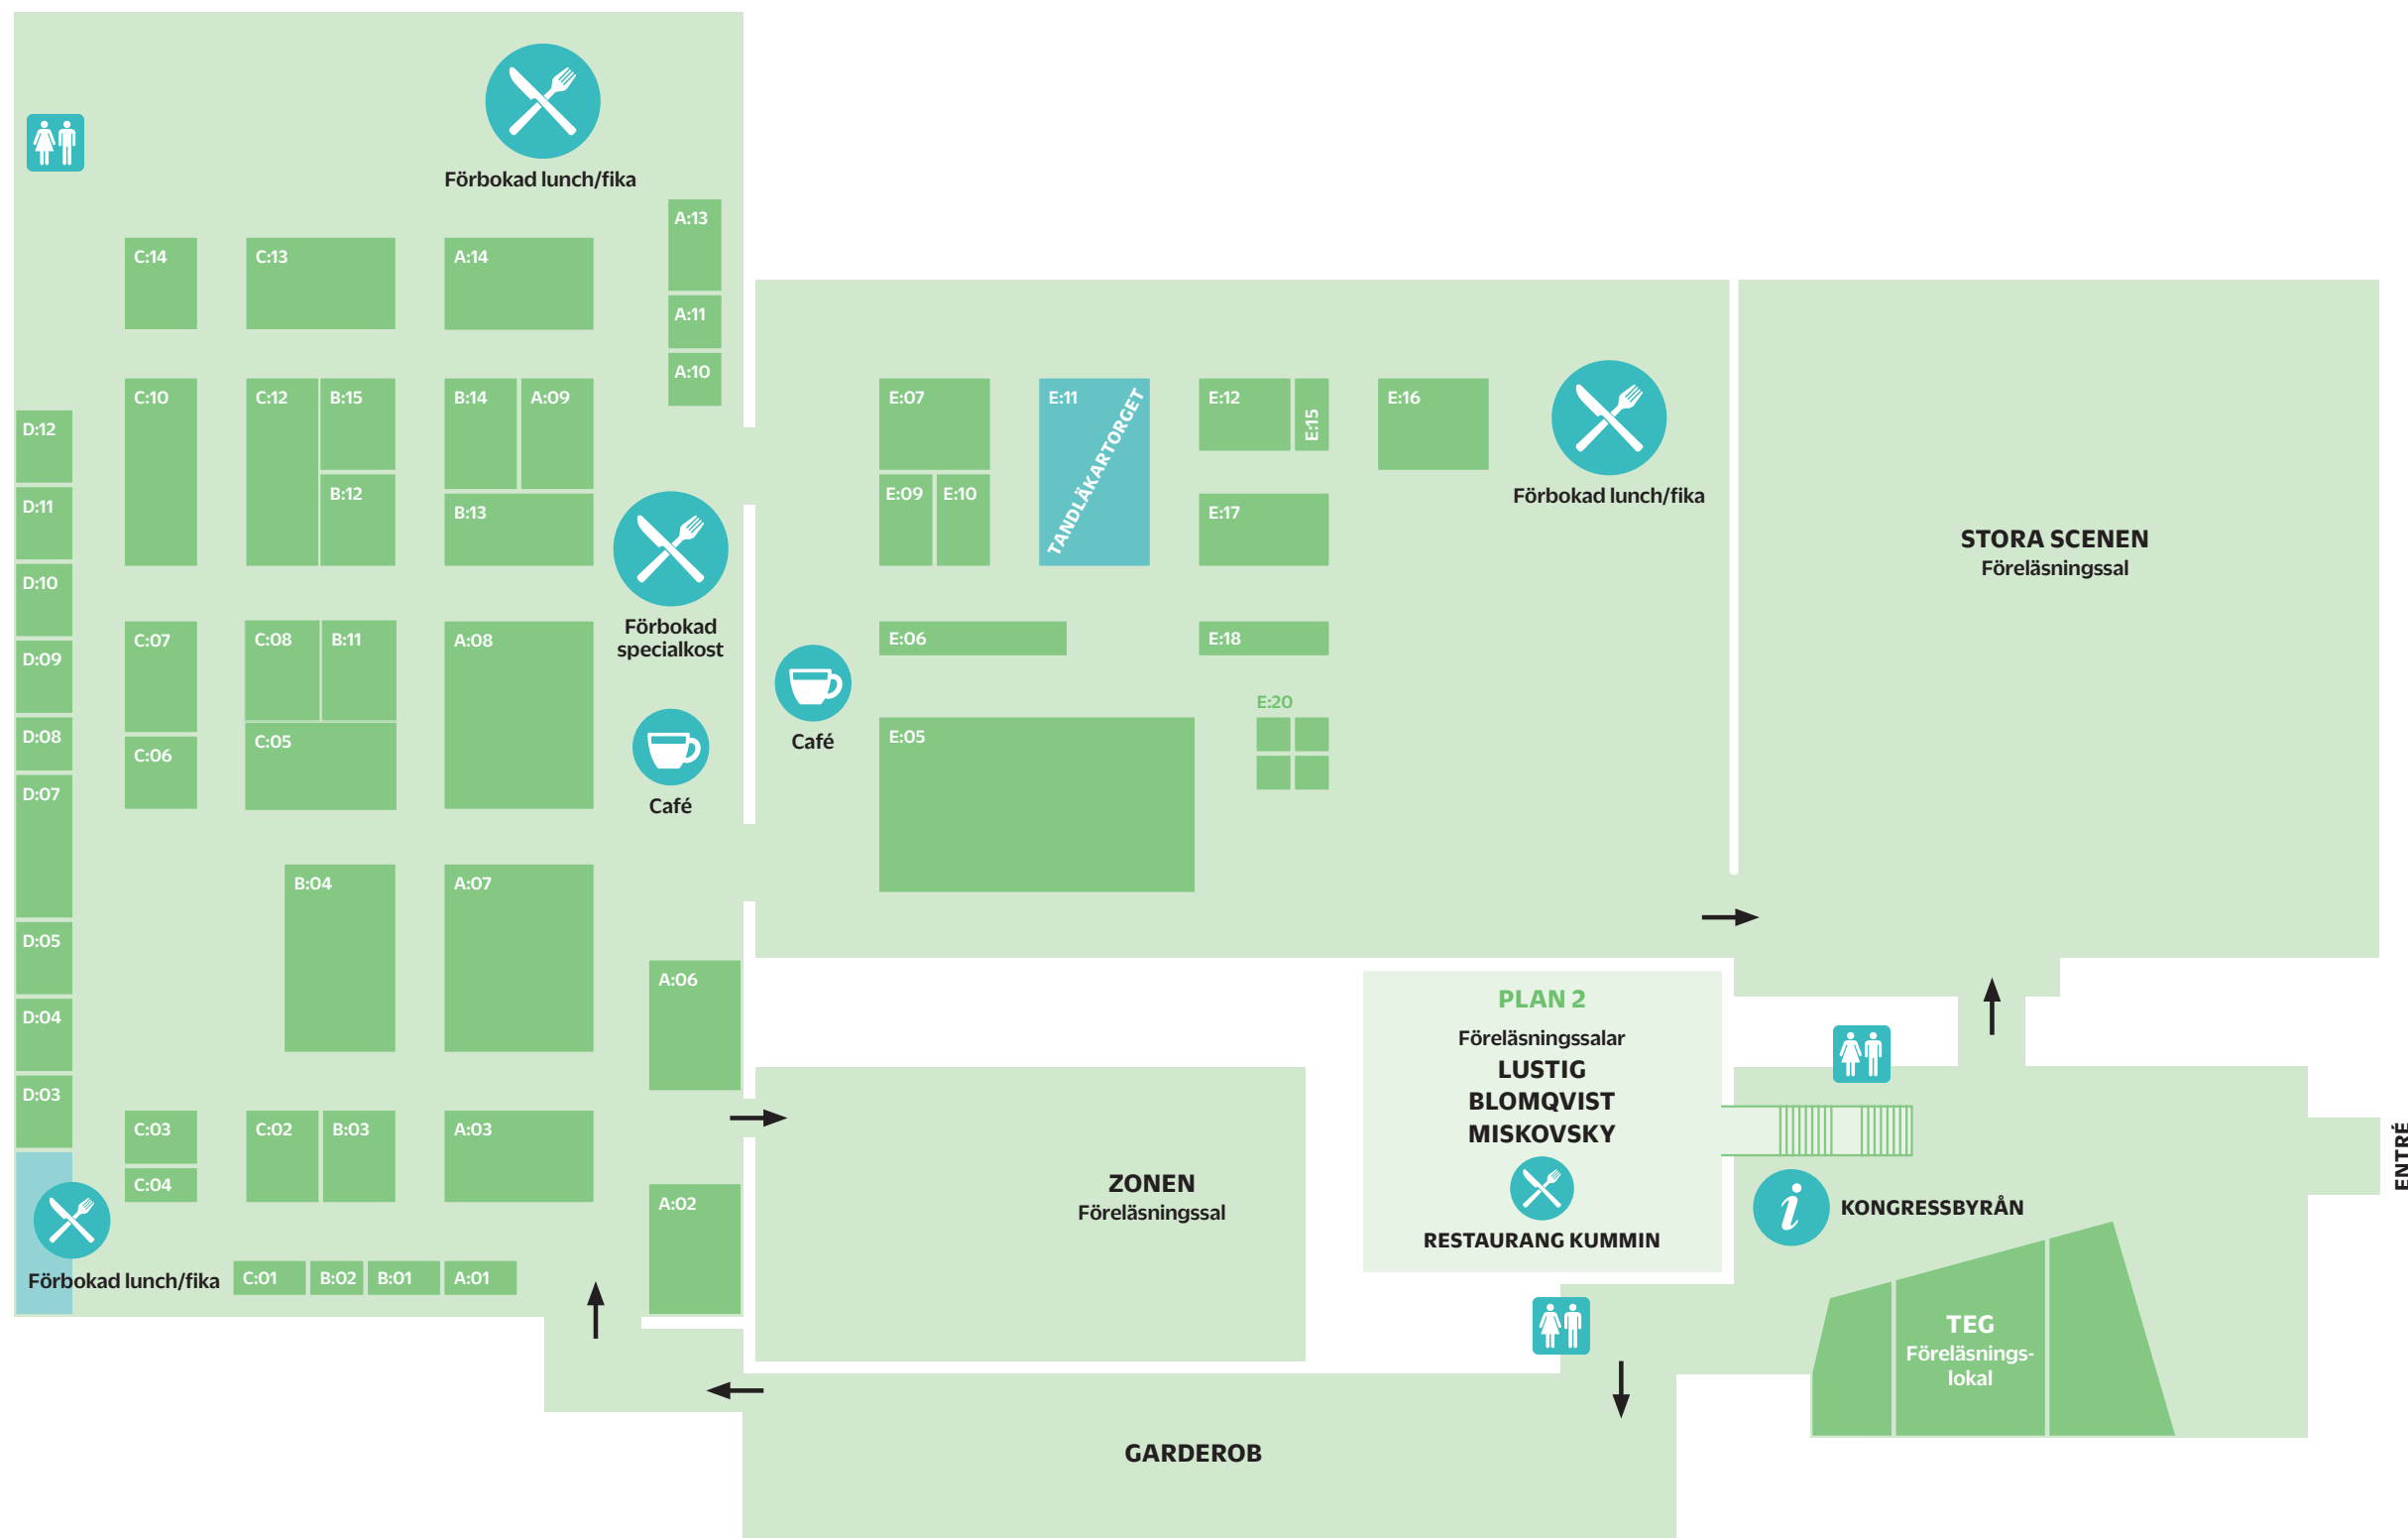 Förbokad lunch/fika
A:13
C:14
C:13
A:14
A:11
A:10
C:10
C:12
B:15
B:14
A:09
D:12
B:12
D:11
B:13
D:10
Förbokad
specialkost
C:07
C:08
B:11
A:08
D:09
D:08
C:06
C:05
D:07
Café
B:04
A:07
D:05
A:06
D:04
D:03
C:03
C:02
B:03
A:03
C:04
A:02
Förbokad lunch/fika
C:01
B:02
B:01
A:01
E:07
E:11
TANDLÄKARTORGET
E:12
E:15
E:16
E:09
E:10
E:17
Förbokad lunch/fika
E:06
E:18
Café
E:20
E:05
STORA SCENEN
Föreläsningssal
PLAN 2
Föreläsningssalar
LUSTIG
BLOMQVIST
MISKOVSKY
RESTAURANG KUMMIN
ZONEN
Föreläsningssal
KONGRESSBYRÅN
ENTRÉ
TEG
Föreläsnings-
lokal
GARDEROB